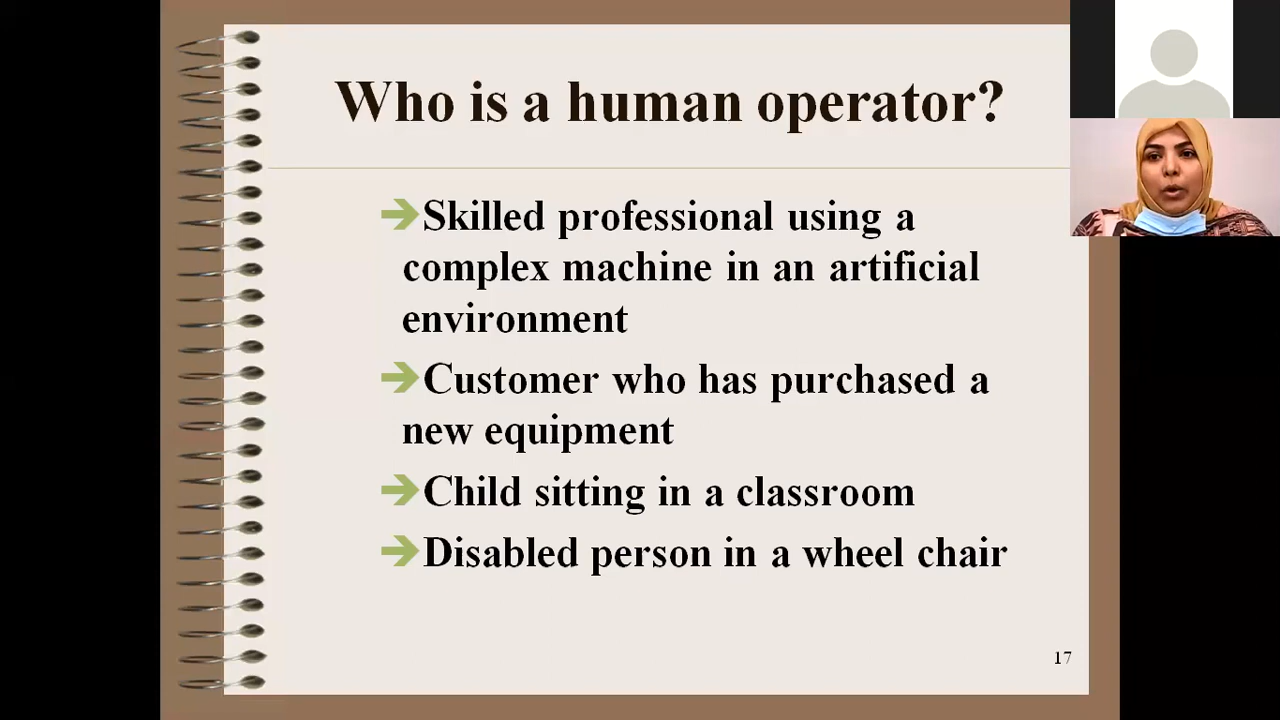 Who is a human operator?
Skilled professional using a
complex machine in an artificial
environment
Customer who has purchased a
new equipment
Child sitting in a classroom
Disabled person in a wheel chair
17